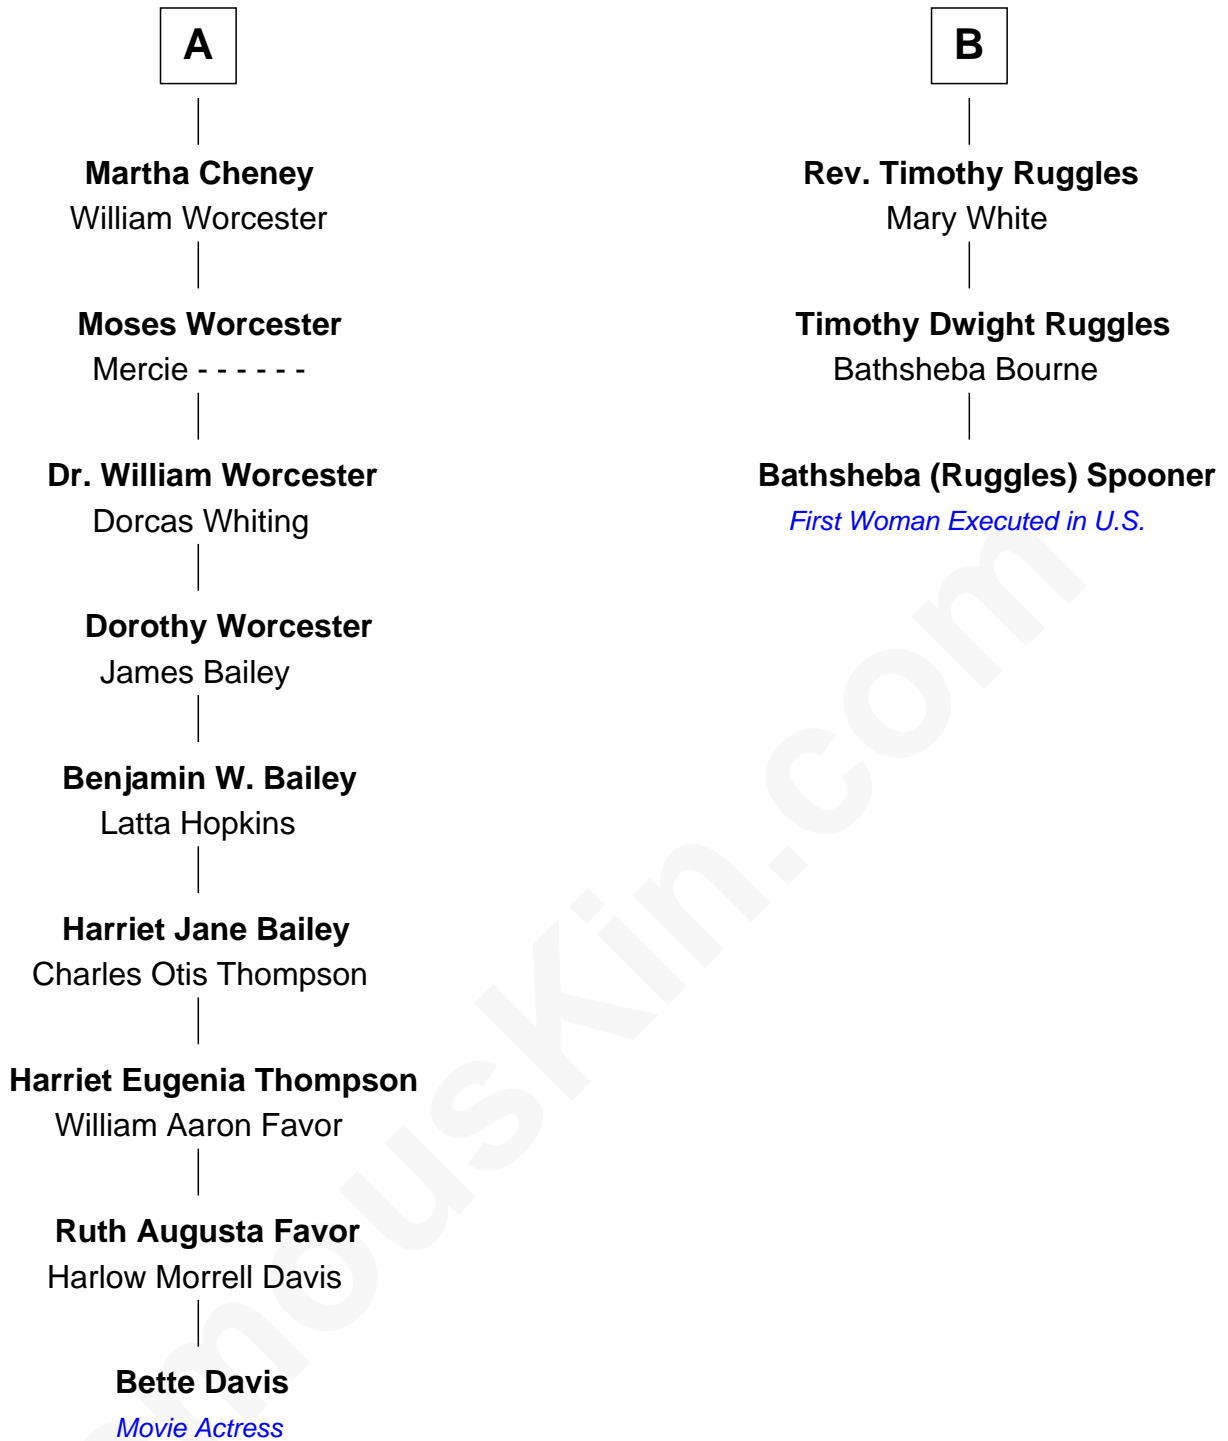 A
Martha Cheney
William Worcester
Moses Worcester
Mercie - - - - - -
Dr. William Worcester
Dorcas Whiting
Dorothy Worcester
James Bailey
Benjamin W. Bailey
Latta Hopkins
Harriet Jane Bailey
Charles Otis Thompson
Harriet Eugenia Thompson
William Aaron Favor
Ruth Augusta Favor
Harlow Morrell Davis
Bette Davis
Movie Actress
B
Rev. Timothy Ruggles
Mary White
Timothy Dwight Ruggles
Bathsheba Bourne
Bathsheba (Ruggles) Spooner
First Woman Executed in U.S.
mouskin.com